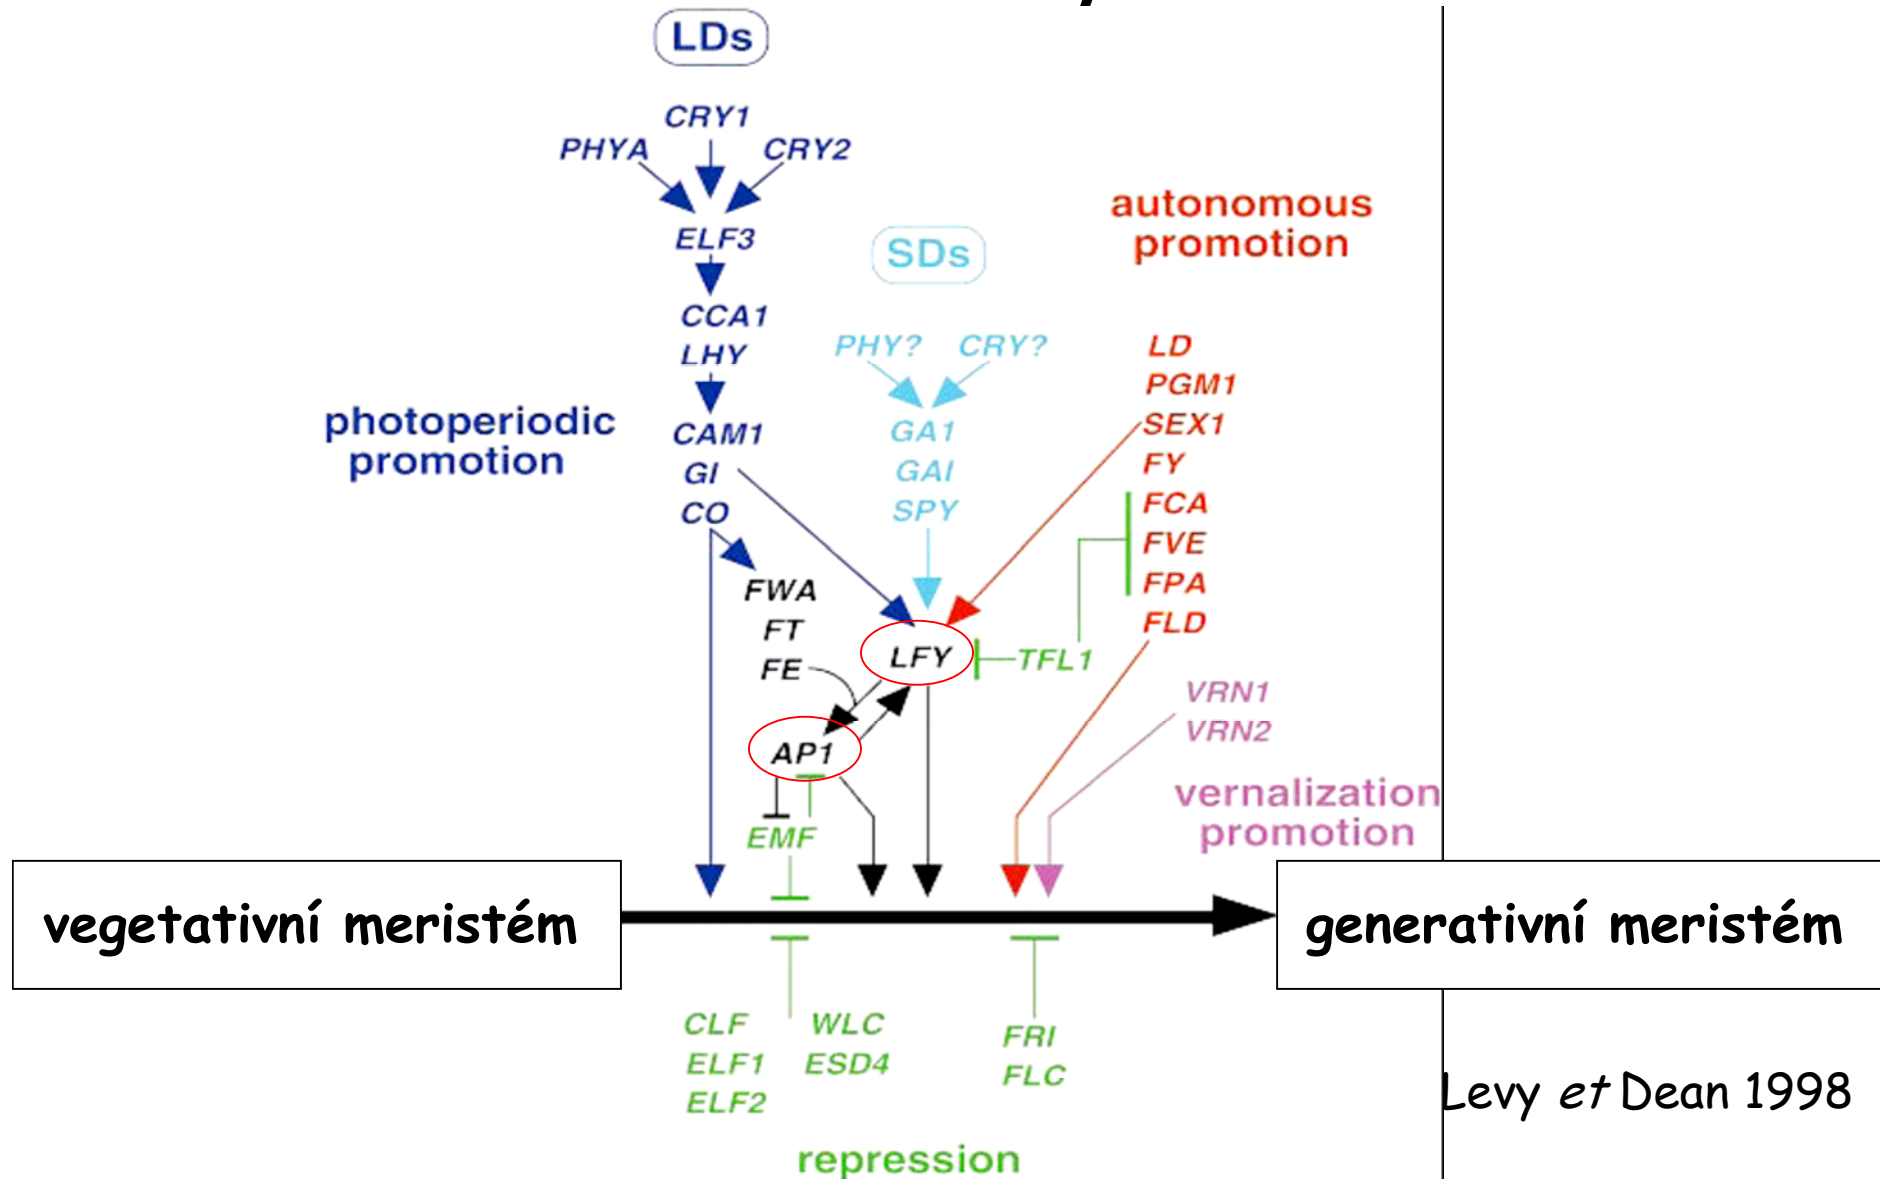 LDs
CRY1
PHYA CRY2
ELF3
CCA1
LHY
CAM1
GI
CO
photoperiodic
promotion
SDs
PHY? CRY?
GA1
GAI
SPY
autonomous
promotion
LD
PGM1
SEX1
FY
FCA
FVE
FPA
FLD
FWA
FT
FE
LFY
TFL1
AP1
EMF
VRN1
VRN2
vernalization
promotion
vegetativní meristém
generativní meristém
CLF WLC
ELF1 ESD4
ELF2
FRI
FLC
repression
Levy et Dean 1998